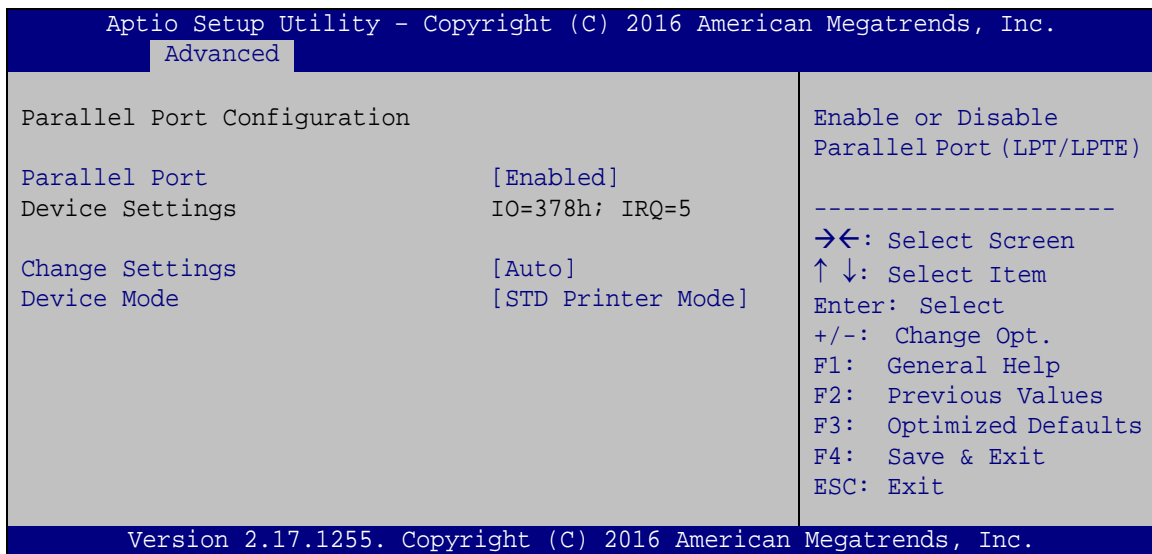 Aptio Setup Utility – Copyright (C) 2016 American Megatrends, Inc.
Advanced
Parallel Port Configuration
Parallel Port [Enabled]
Device Settings IO=378h; IRQ=5
Change Settings [Auto]
Device Mode [STD Printer Mode]
Enable or Disable
Parallel Port (LPT/LPTE)
---------------------
→←: Select Screen
↑ ↓: Select Item
Enter: Select
+/-: Change Opt.
F1: General Help
F2: Previous Values
F3: Optimized Defaults
F4: Save & Exit
ESC: Exit
Version 2.17.1255. Copyright (C) 2016 American Megatrends, Inc.